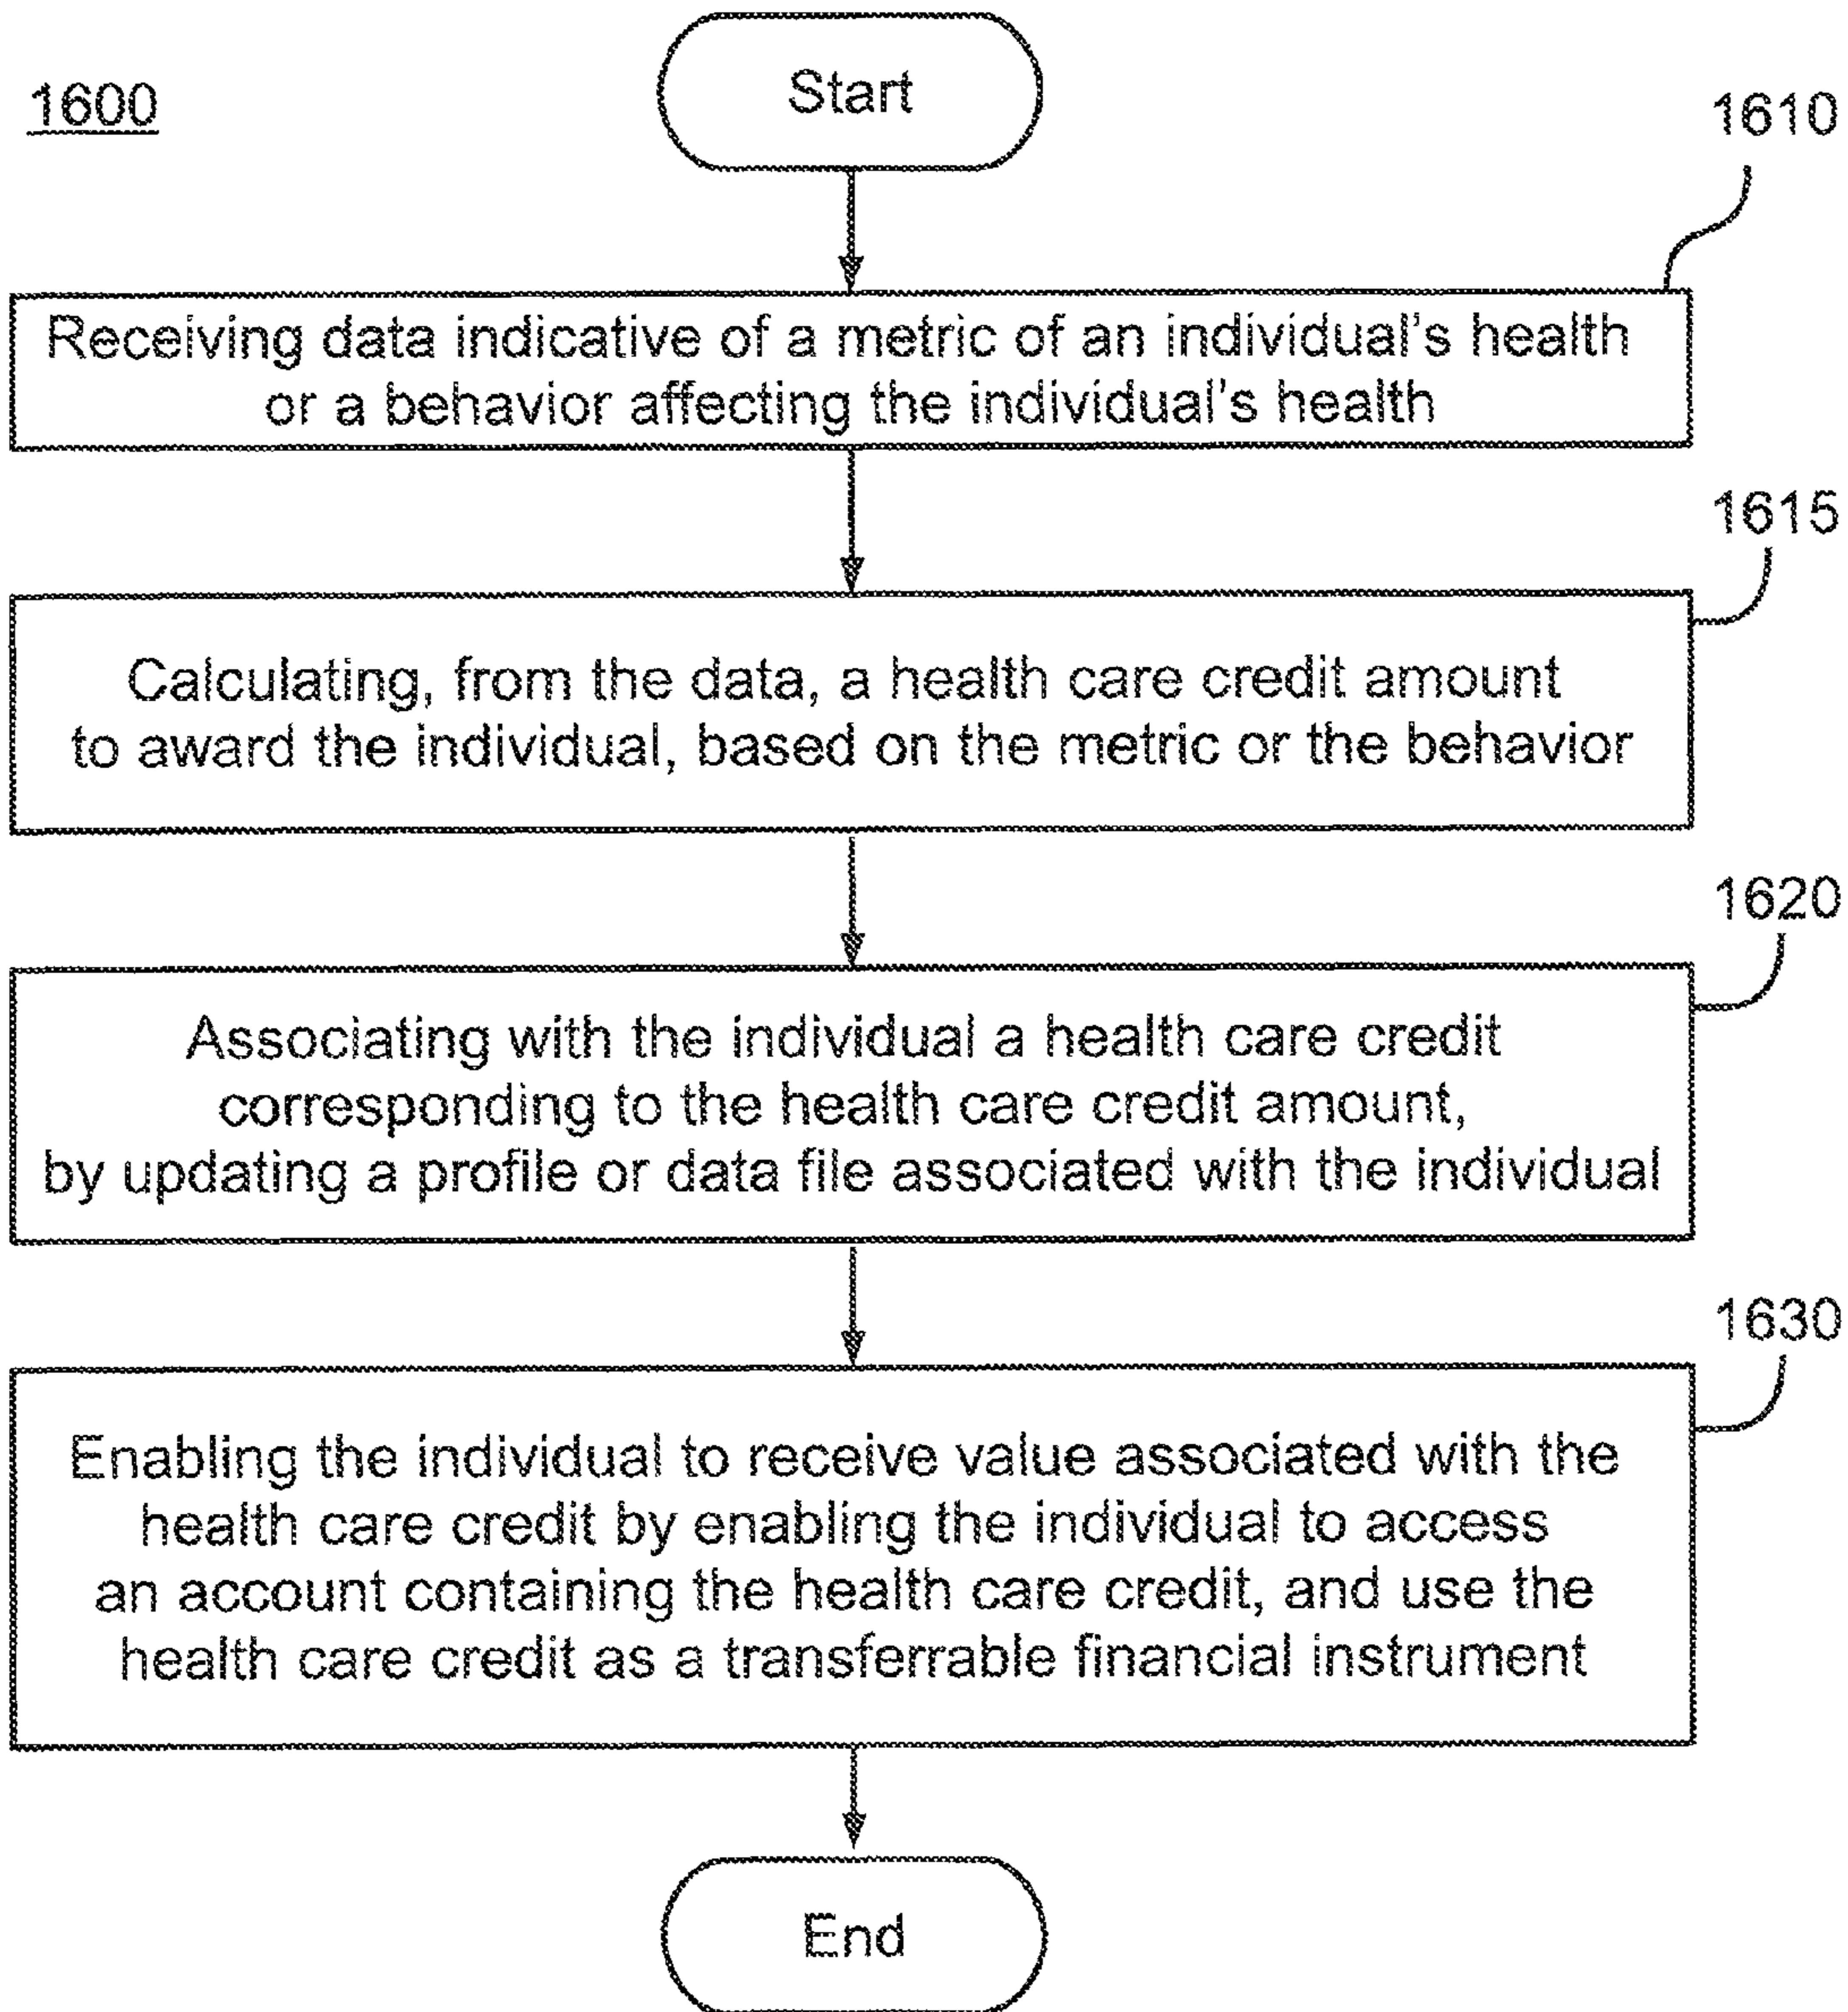 Start
1600
1610
Receiving data indicative of a metric of an individual's health
or a behavior affecting the individual's health
1615
Calculating, from the data, a health care credit amount
to award the individual, based on the metric or the behavior
1620
Associating with the individual a health care credit
corresponding to the health care credit amount,
by updating a profile or data file associated with the individual
1630
Enabling the individual to receive value associated with the
health care credit by enabling the individual to access
an account containing the health care credit, and use the
health care credit as a transferrable financial instrument
End